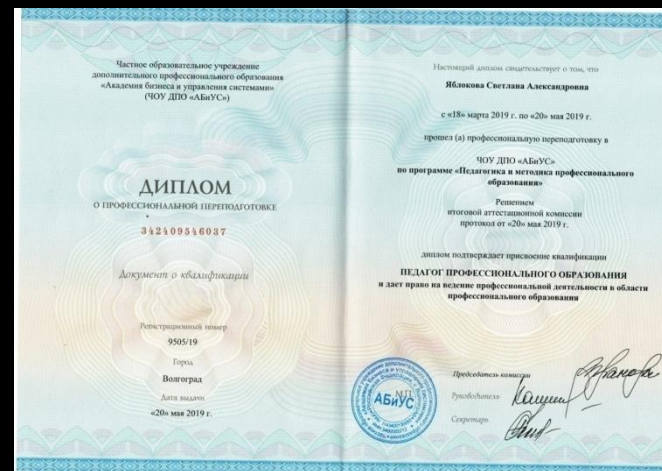 Частное образовательное учреждение
дополнительного профессионального образования
«Академия бизнеса и управления системами»
(ЧОУ ДПО «АБиУС»)
ДИПЛОМ
О ПРОФЕССИОНАЛЬНОЙ ПЕРЕПОДГОТОВКЕ
342409546037
Документ о квалификации
Регистрационный номер
9505/19
Город
Волгоград
Дата выдачи
«20» мая 2019 г.
Настоящий диплом свидетельствует о том, что
Яблокова Светлана Александровна
с «18» марта 2019 г. по «20» мая 2019 г.
прошел (а) профессиональную переподготовку в
ЧОУ ДПО «АБиУС»
по программе «Педагогика и методика профессионального
образования»
Решением
итоговой аттестационной комиссии
протокол от «20» мая 2019 г.
диплом подтверждает присвоение квалификации
ПЕДАГОГ ПРОФЕССИОНАЛЬНОГО ОБРАЗОВАНИЯ
и дает право на ведение профессиональной деятельности в области
профессионального образования
Председатель комиссии
Руководитель
Секретарь
М.П.
АБиУС